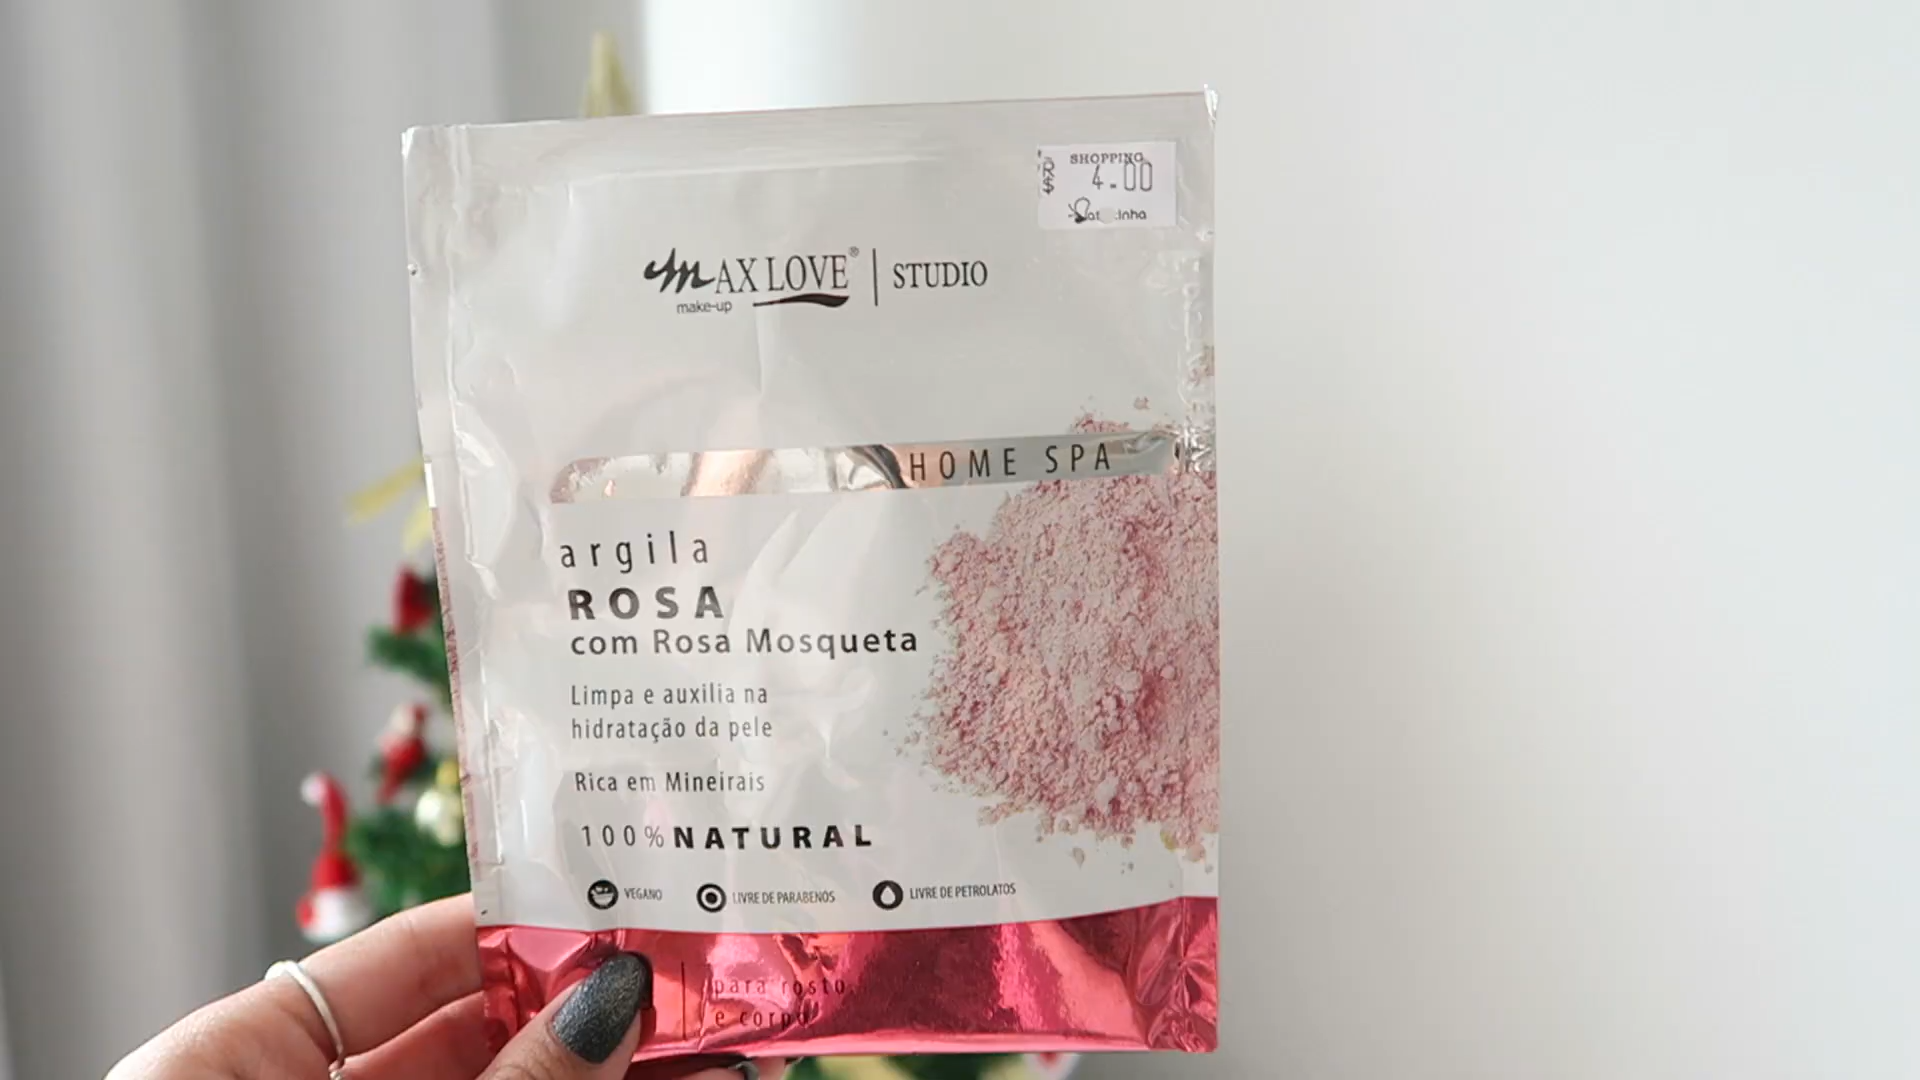 SHOPPING
R$ 4.00
MAX LOVE® | STUDIO
make-up
HOME SPA
argila
ROSA
com Rosa Mosqueta
Limpa e auxilia na
hidratação da pele
Rica em Mineirais
100% NATURAL
VEGANO LIVRE DE PARABENOS LIVRE DE PETROLATOS
para rosto
e corpo